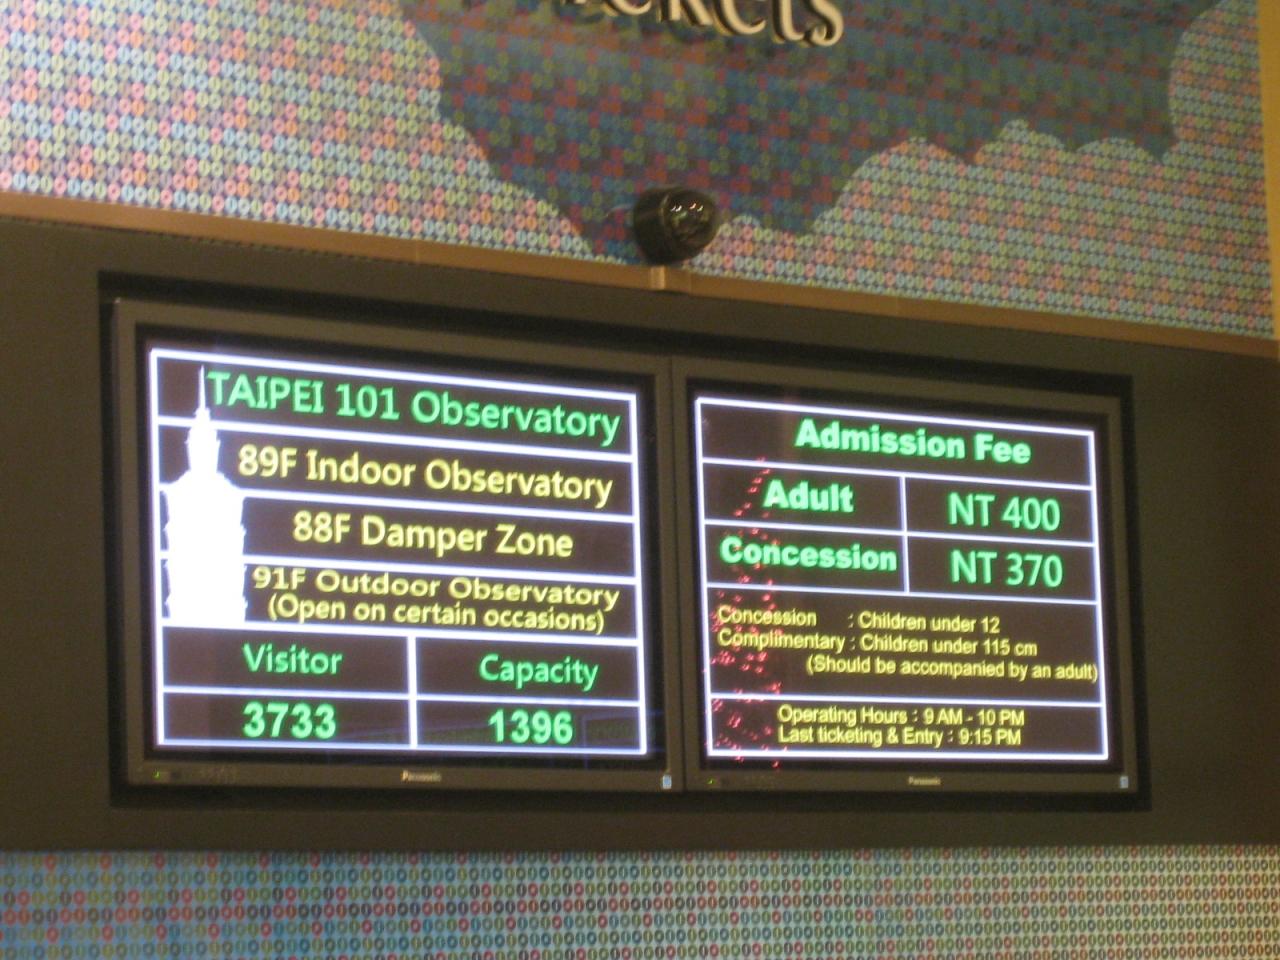 TAIPEI 101 Observatory
89F Indoor Observatory
88F Damper Zone
91F Outdoor Observatory
(Open on certain occasions)
Visitor
Capacity
3733
1396
Panasonic
Admission Fee
Adult
NT 400
Concession
NT 370
Concession : Children under 12
Complimentary : Children under 115 cm
(Should be accompanied by an adult)
Operating Hours : 9 AM - 10 PM
Last ticketing & Entry : 9:15 PM
Panasonic